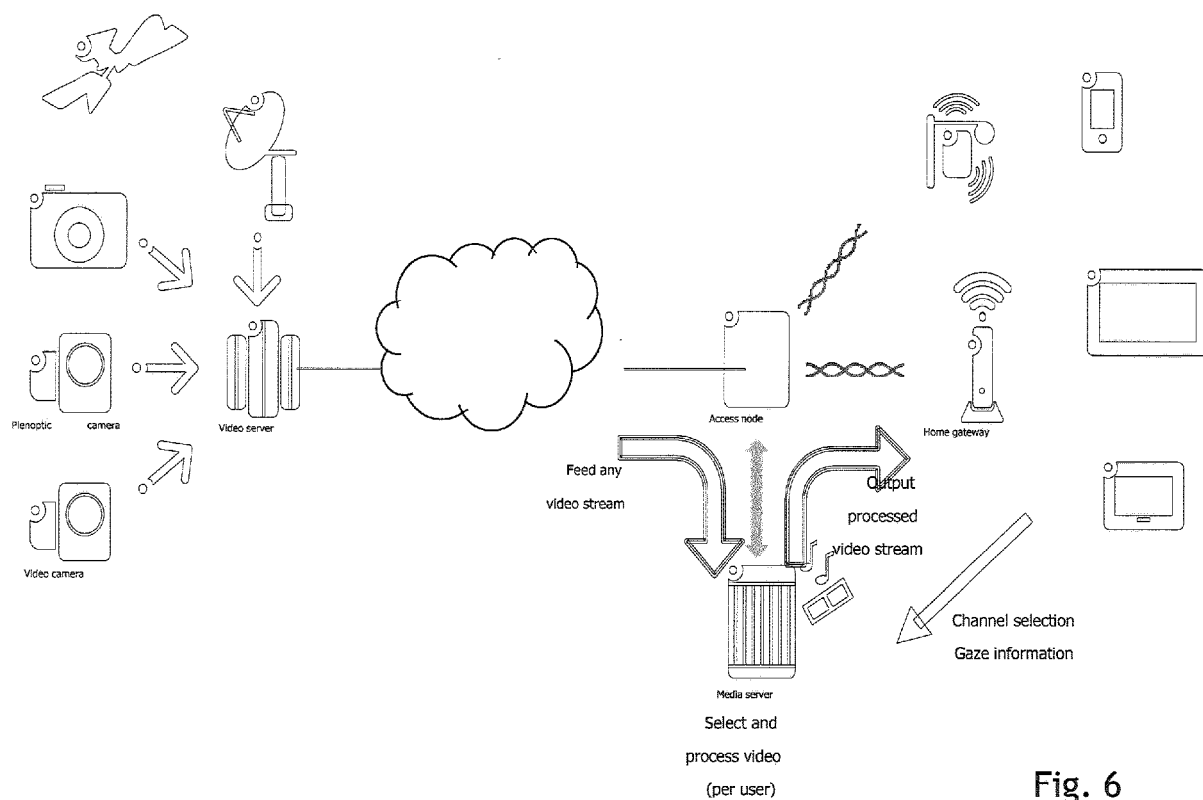 Plenoptic camera
Video camera
Video server
Access node
Home gateway
Feed any
video stream
Output
processed
video stream
Channel selection
Gaze information
Media server
Select and
process video
(per user)
Fig. 6